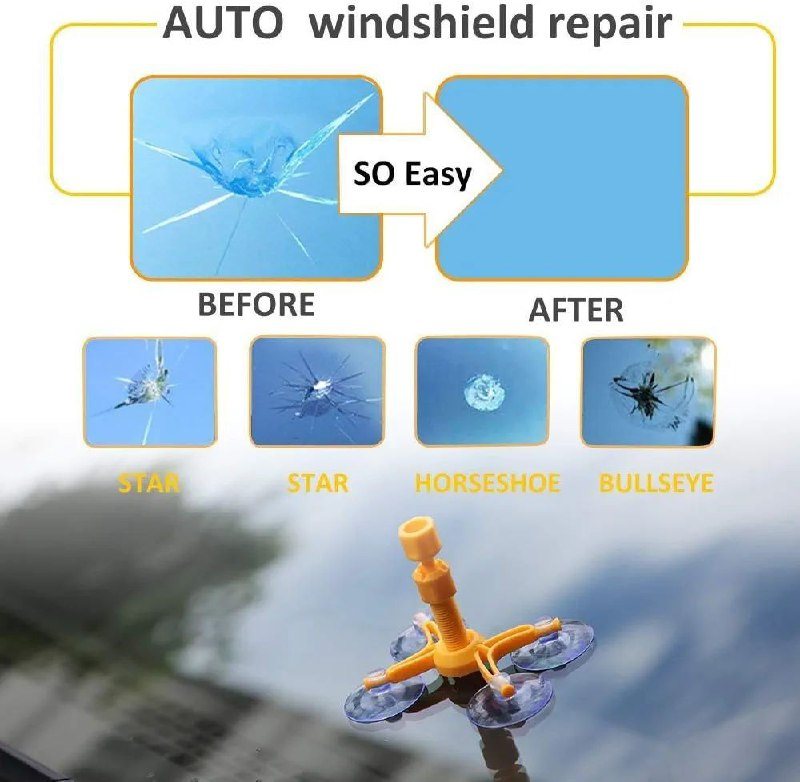 AUTO windshield repair
SO Easy
BEFORE
AFTER
STAR
STAR
HORSESHOE
BULLSEYE